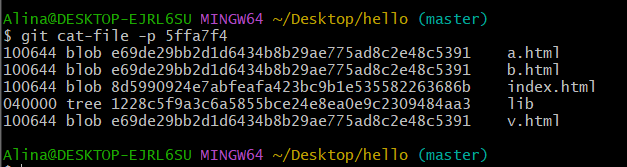 Alina@DESKTOP-EJRL6SU MINGW64 ~/Desktop/hello (master)
$ git cat-file -p 5ffa7f4
100644 blob e69de29bb2d1d6434b8b29ae775ad8c2e48c5391    a.html
100644 blob e69de29bb2d1d6434b8b29ae775ad8c2e48c5391    b.html
100644 blob 8d5990924e7abfeafa423bc9b1e535582263686b    index.html
040000 tree 1228c5f9a3c6a5855bce24e8ea0e9c2309484aa3    lib
100644 blob e69de29bb2d1d6434b8b29ae775ad8c2e48c5391    v.html
Alina@DESKTOP-EJRL6SU MINGW64 ~/Desktop/hello (master)